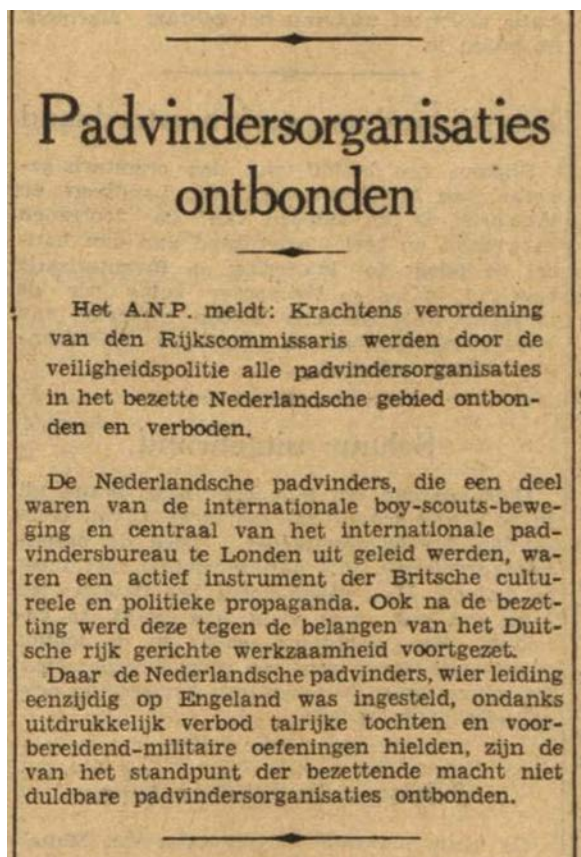 Padvindersorganisaties
ontbonden
Het A.N.P. meldt: Krachtens verordening
van den Rijkscommissaris werden door de
veiligheidspolitie alle padvindersorganisaties
in het bezette Nederlandsche gebied ontbon-
den en verboden.
De Nederlandsche padvinders, die een deel
waren van de internationale boy-scouts-bewe-
ging en centraal van het internationale pad-
vindersbureau te Londen uit geleid werden, wa-
ren een actief instrument der Britsche cultu-
reele en politieke propaganda. Ook na de bezet-
ting werd deze tegen de belangen van het Duit-
sche rijk gerichte werkzaamheid voortgezet.
Daar de Nederlandsche padvinders, wier leiding
eenzijdig op Engeland was ingesteld, ondanks
uitdrukkelijk verbod talrijke tochten en voor-
bereidend-militaire oefeningen hielden, zijn de
van het standpunt der bezettende macht niet
duldbare padvindersorganisaties ontbonden.